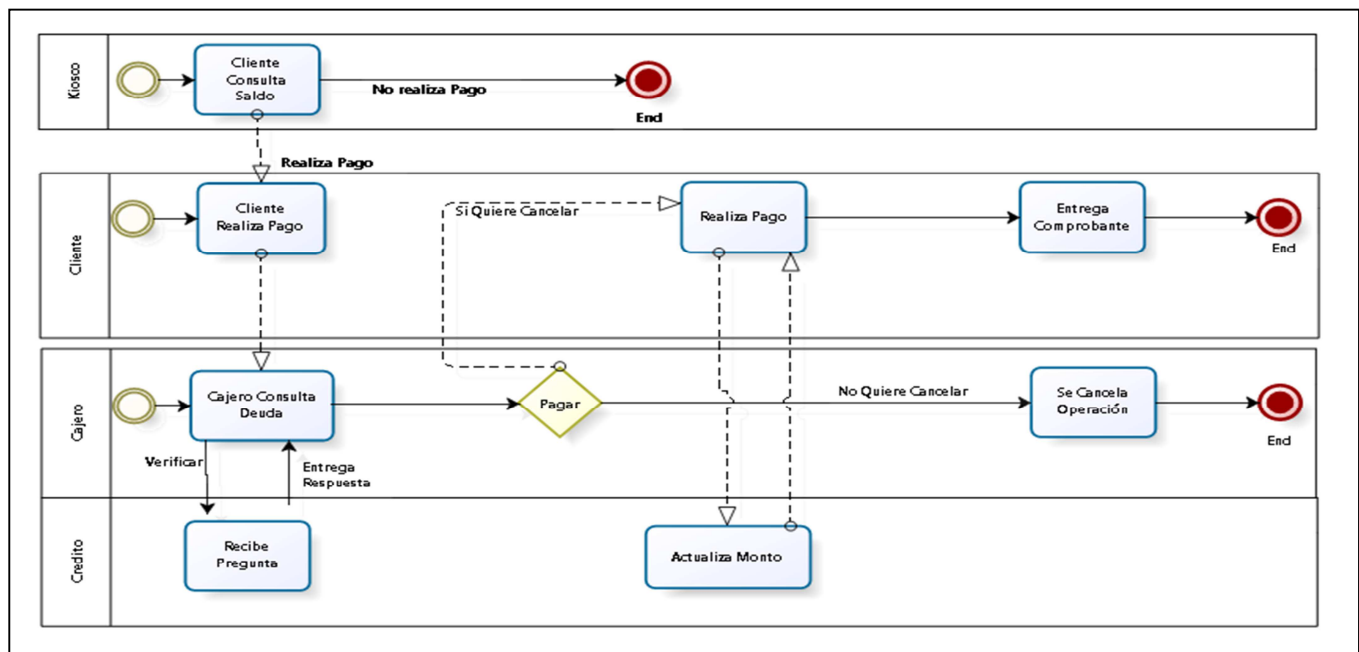 Kiosco
Cliente
Consulta
Saldo
No realiza Pago
End
Realiza Pago
Cliente
Cliente
Realiza Pago
Si Quiere Cancelar
Realiza Pago
Entrega
Comprobante
End
Cajero
Cajero Consulta
Deuda
Pagar
No Quiere Cancelar
Se Cancela
Operación
End
Verificar
Entrega
Respuesta
Credito
Recibe
Pregunta
Actualiza Monto